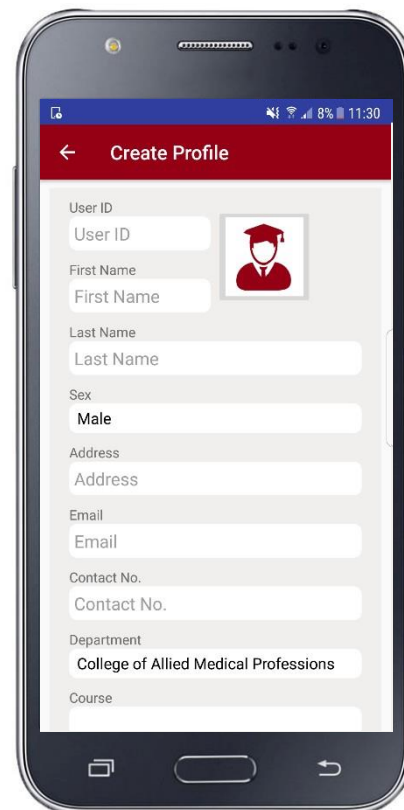 8% 11:30
Create Profile
User ID
User ID
First Name
First Name
Last Name
Last Name
Sex
Male
Address
Address
Email
Email
Contact No.
Contact No.
Department
College of Allied Medical Professions
Course